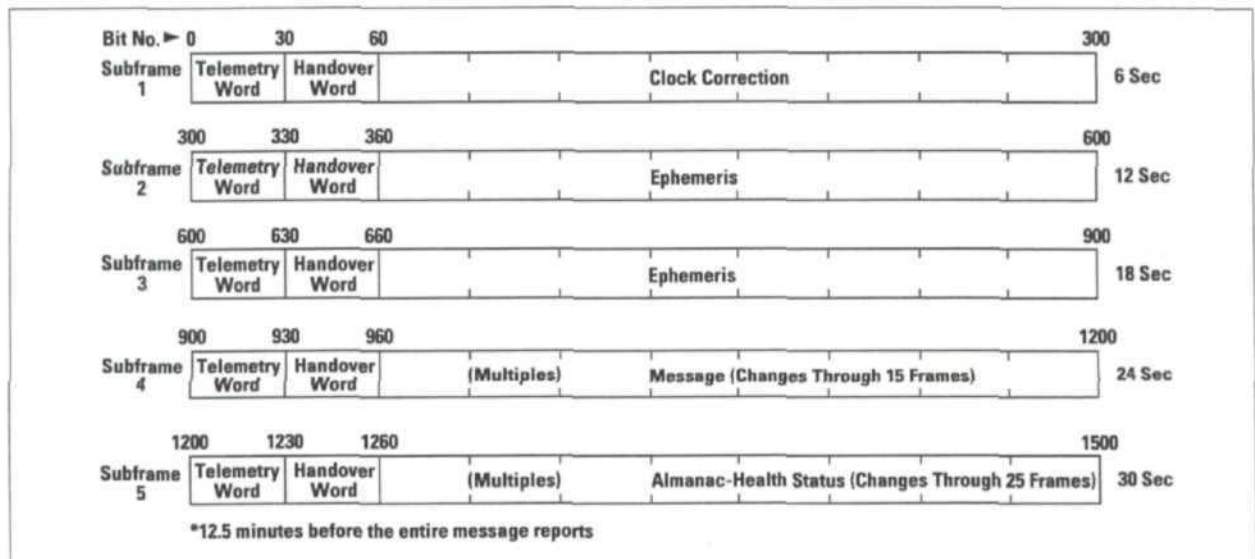 Bit No. ► 0 30 60 300
Subframe 1 Telemetry Word Handover Word Clock Correction 6 Sec
300 330 360 600
Subframe 2 Telemetry Word Handover Word Ephemeris 12 Sec
600 630 660 900
Subframe 3 Telemetry Word Handover Word Ephemeris 18 Sec
900 930 960 1200
Subframe 4 Telemetry Word Handover Word (Multiples) Message (Changes Through 15 Frames) 24 Sec
1200 1230 1260 1500
Subframe 5 Telemetry Word Handover Word (Multiples) Almanac-Health Status (Changes Through 25 Frames) 30 Sec
*12.5 minutes before the entire message reports